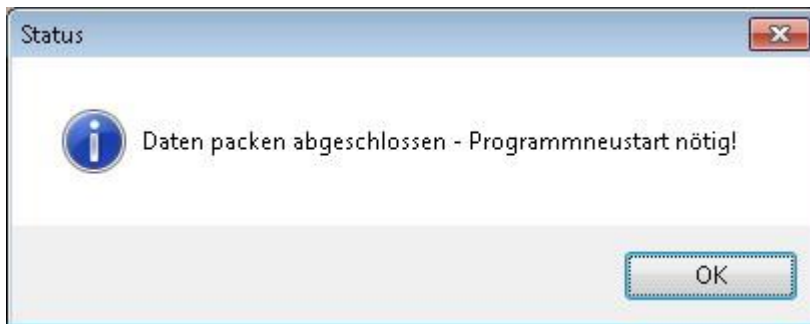 Status
Daten packen abgeschlossen - Programmneustart nötig!
OK